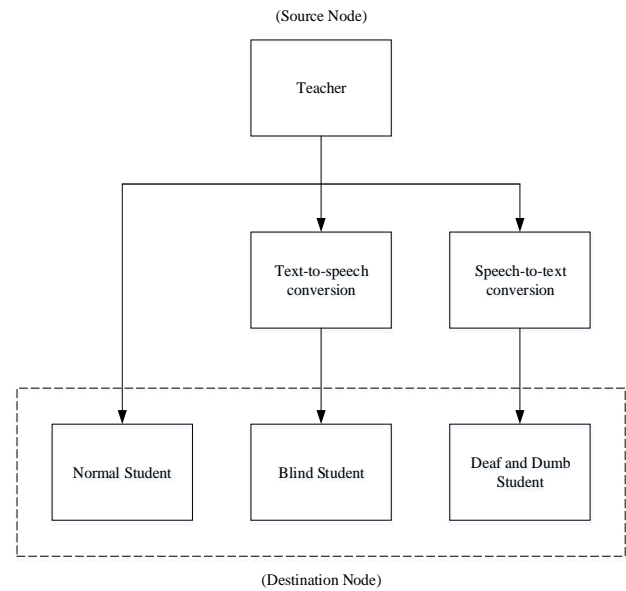 (Source Node)
Teacher
Text-to-speech
conversion
Speech-to-text
conversion
Normal Student
Blind Student
Deaf and Dumb
Student
(Destination Node)